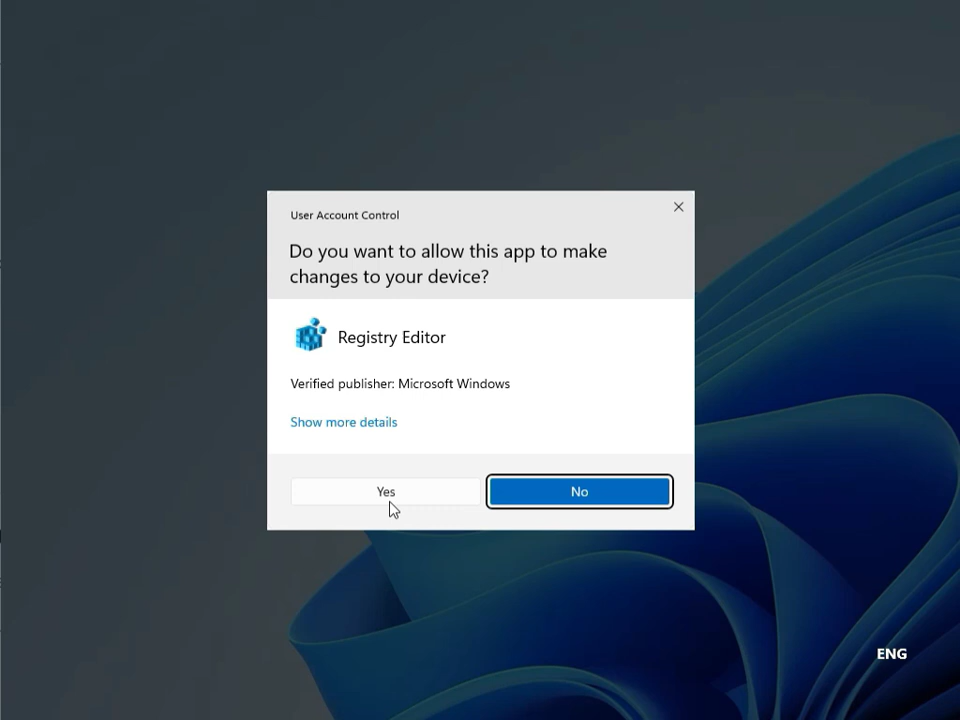 User Account Control
Do you want to allow this app to make
changes to your device?
Registry Editor
Verified publisher: Microsoft Windows
Show more details
Yes
No
ENG